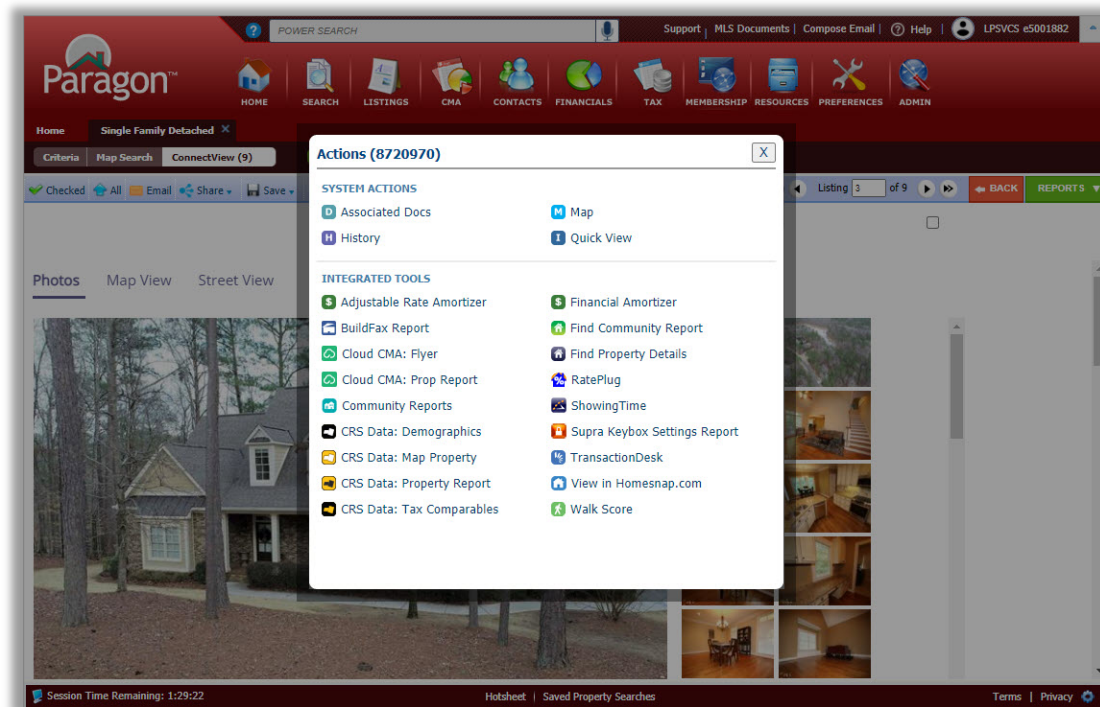 POWER SEARCH
Support | MLS Documents | Compose Email | Help | LPSVCS e5001882
Paragon™
HOME SEARCH LISTINGS CMA CONTACTS FINANCIALS TAX MEMBERSHIP RESOURCES PREFERENCES ADMIN
Home Single Family Detached X
Criteria Map Search ConnectView (9)
Checked All Email Share Save Listing 3 of 9 BACK REPORTS
Actions (8720970) X
SYSTEM ACTIONS
D Associated Docs M Map
H History I Quick View
Photos Map View Street View
INTEGRATED TOOLS
$ Adjustable Rate Amortizer $ Financial Amortizer
BuildFax Report Find Community Report
Cloud CMA: Flyer Find Property Details
Cloud CMA: Prop Report % RatePlug
Community Reports ShowingTime
CRS Data: Demographics Supra Keybox Settings Report
CRS Data: Map Property TransactionDesk
CRS Data: Property Report View in Homesnap.com
CRS Data: Tax Comparables Walk Score
Session Time Remaining: 1:29:22 Hotsheet | Saved Property Searches Terms | Privacy